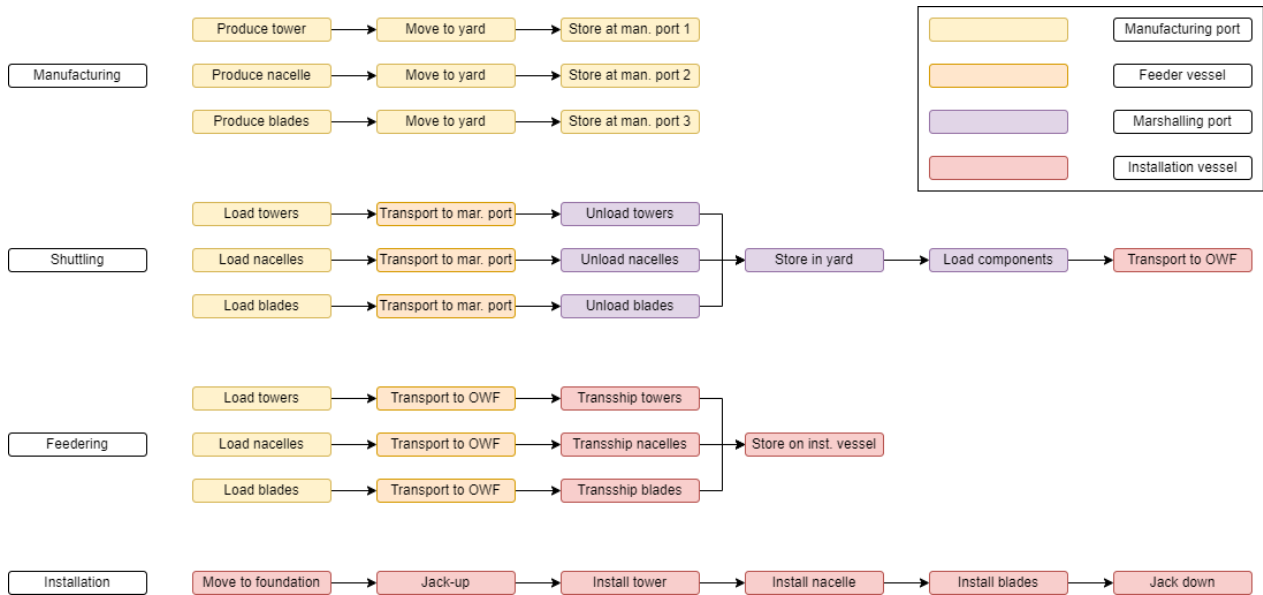 Produce tower
Move to yard
Store at man. port 1
Manufacturing
Produce nacelle
Move to yard
Store at man. port 2
Produce blades
Move to yard
Store at man. port 3
Manufacturing port
Feeder vessel
Marshalling port
Installation vessel
Shuttling
Load towers
Transport to mar. port
Unload towers
Load nacelles
Transport to mar. port
Unload nacelles
Load blades
Transport to mar. port
Unload blades
Store in yard
Load components
Transport to OWF
Feedering
Load towers
Transport to OWF
Transship towers
Load nacelles
Transport to OWF
Transship nacelles
Load blades
Transport to OWF
Transship blades
Store on inst. vessel
Installation
Move to foundation
Jack-up
Install tower
Install nacelle
Install blades
Jack down